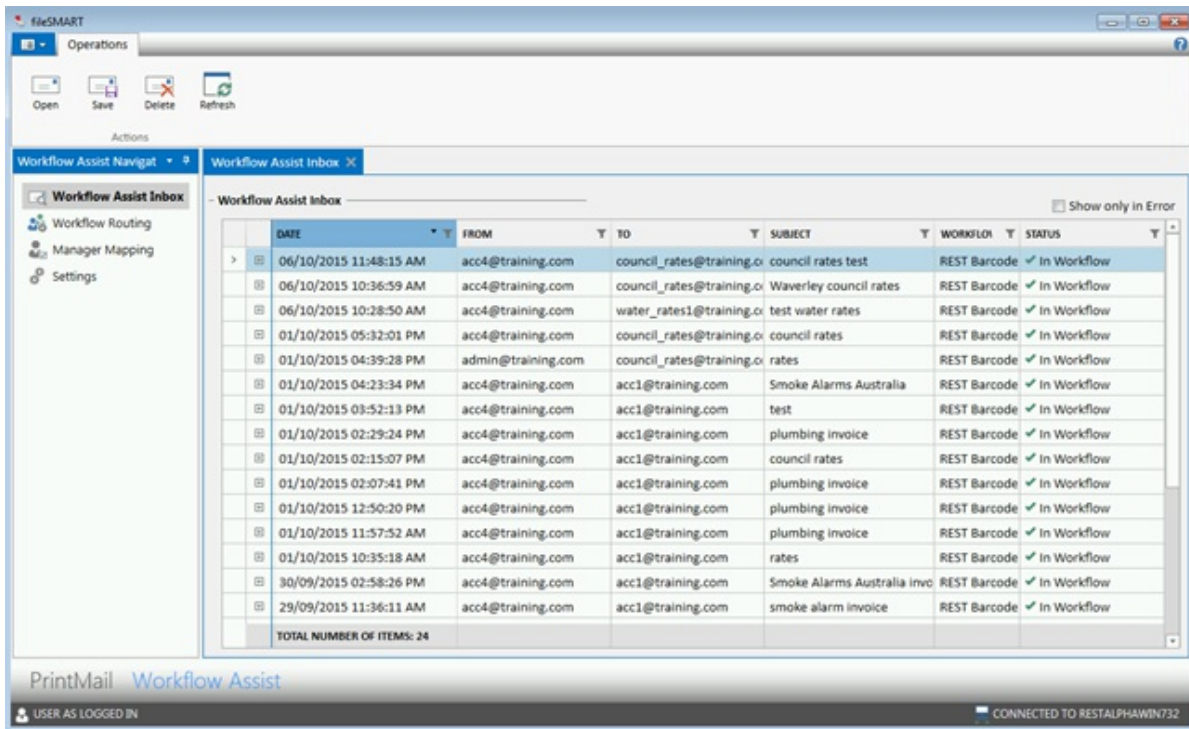 fileSMART
Operations
Open Save Delete Refresh
Actions
Workflow Assist Navigat
Workflow Assist Inbox
Workflow Assist Inbox
Workflow Routing
Manager Mapping
Settings
Workflow Assist Inbox
Show only in Error
DATE FROM TO SUBJECT WORKFLO STATUS
06/10/2015 11:48:15 AM acc4@training.com council_rates@training.c council rates test REST Barcode In Workflow
06/10/2015 10:36:59 AM acc4@training.com council_rates@training.c Waverley council rates REST Barcode In Workflow
06/10/2015 10:28:50 AM acc4@training.com water_rates1@training.c test water rates REST Barcode In Workflow
01/10/2015 05:32:01 PM acc4@training.com council_rates@training.c council rates REST Barcode In Workflow
01/10/2015 04:39:28 PM admin@training.com council_rates@training.c rates REST Barcode In Workflow
01/10/2015 04:23:34 PM acc4@training.com acc1@training.com Smoke Alarms Australia REST Barcode In Workflow
01/10/2015 03:52:13 PM acc4@training.com acc1@training.com test REST Barcode In Workflow
01/10/2015 02:29:24 PM acc4@training.com acc1@training.com plumbing invoice REST Barcode In Workflow
01/10/2015 02:15:07 PM acc4@training.com acc1@training.com council rates REST Barcode In Workflow
01/10/2015 02:07:41 PM acc4@training.com acc1@training.com plumbing invoice REST Barcode In Workflow
01/10/2015 12:50:20 PM acc4@training.com acc1@training.com plumbing invoice REST Barcode In Workflow
01/10/2015 11:57:52 AM acc4@training.com acc1@training.com plumbing invoice REST Barcode In Workflow
01/10/2015 10:35:18 AM acc4@training.com acc1@training.com rates REST Barcode In Workflow
30/09/2015 02:58:26 PM acc4@training.com acc1@training.com Smoke Alarms Australia invo REST Barcode In Workflow
29/09/2015 11:36:11 AM acc4@training.com acc1@training.com smoke alarm invoice REST Barcode In Workflow
TOTAL NUMBER OF ITEMS: 24
PrintMail Workflow Assist
USER AS LOGGED IN CONNECTED TO RESTALPHAWIN732